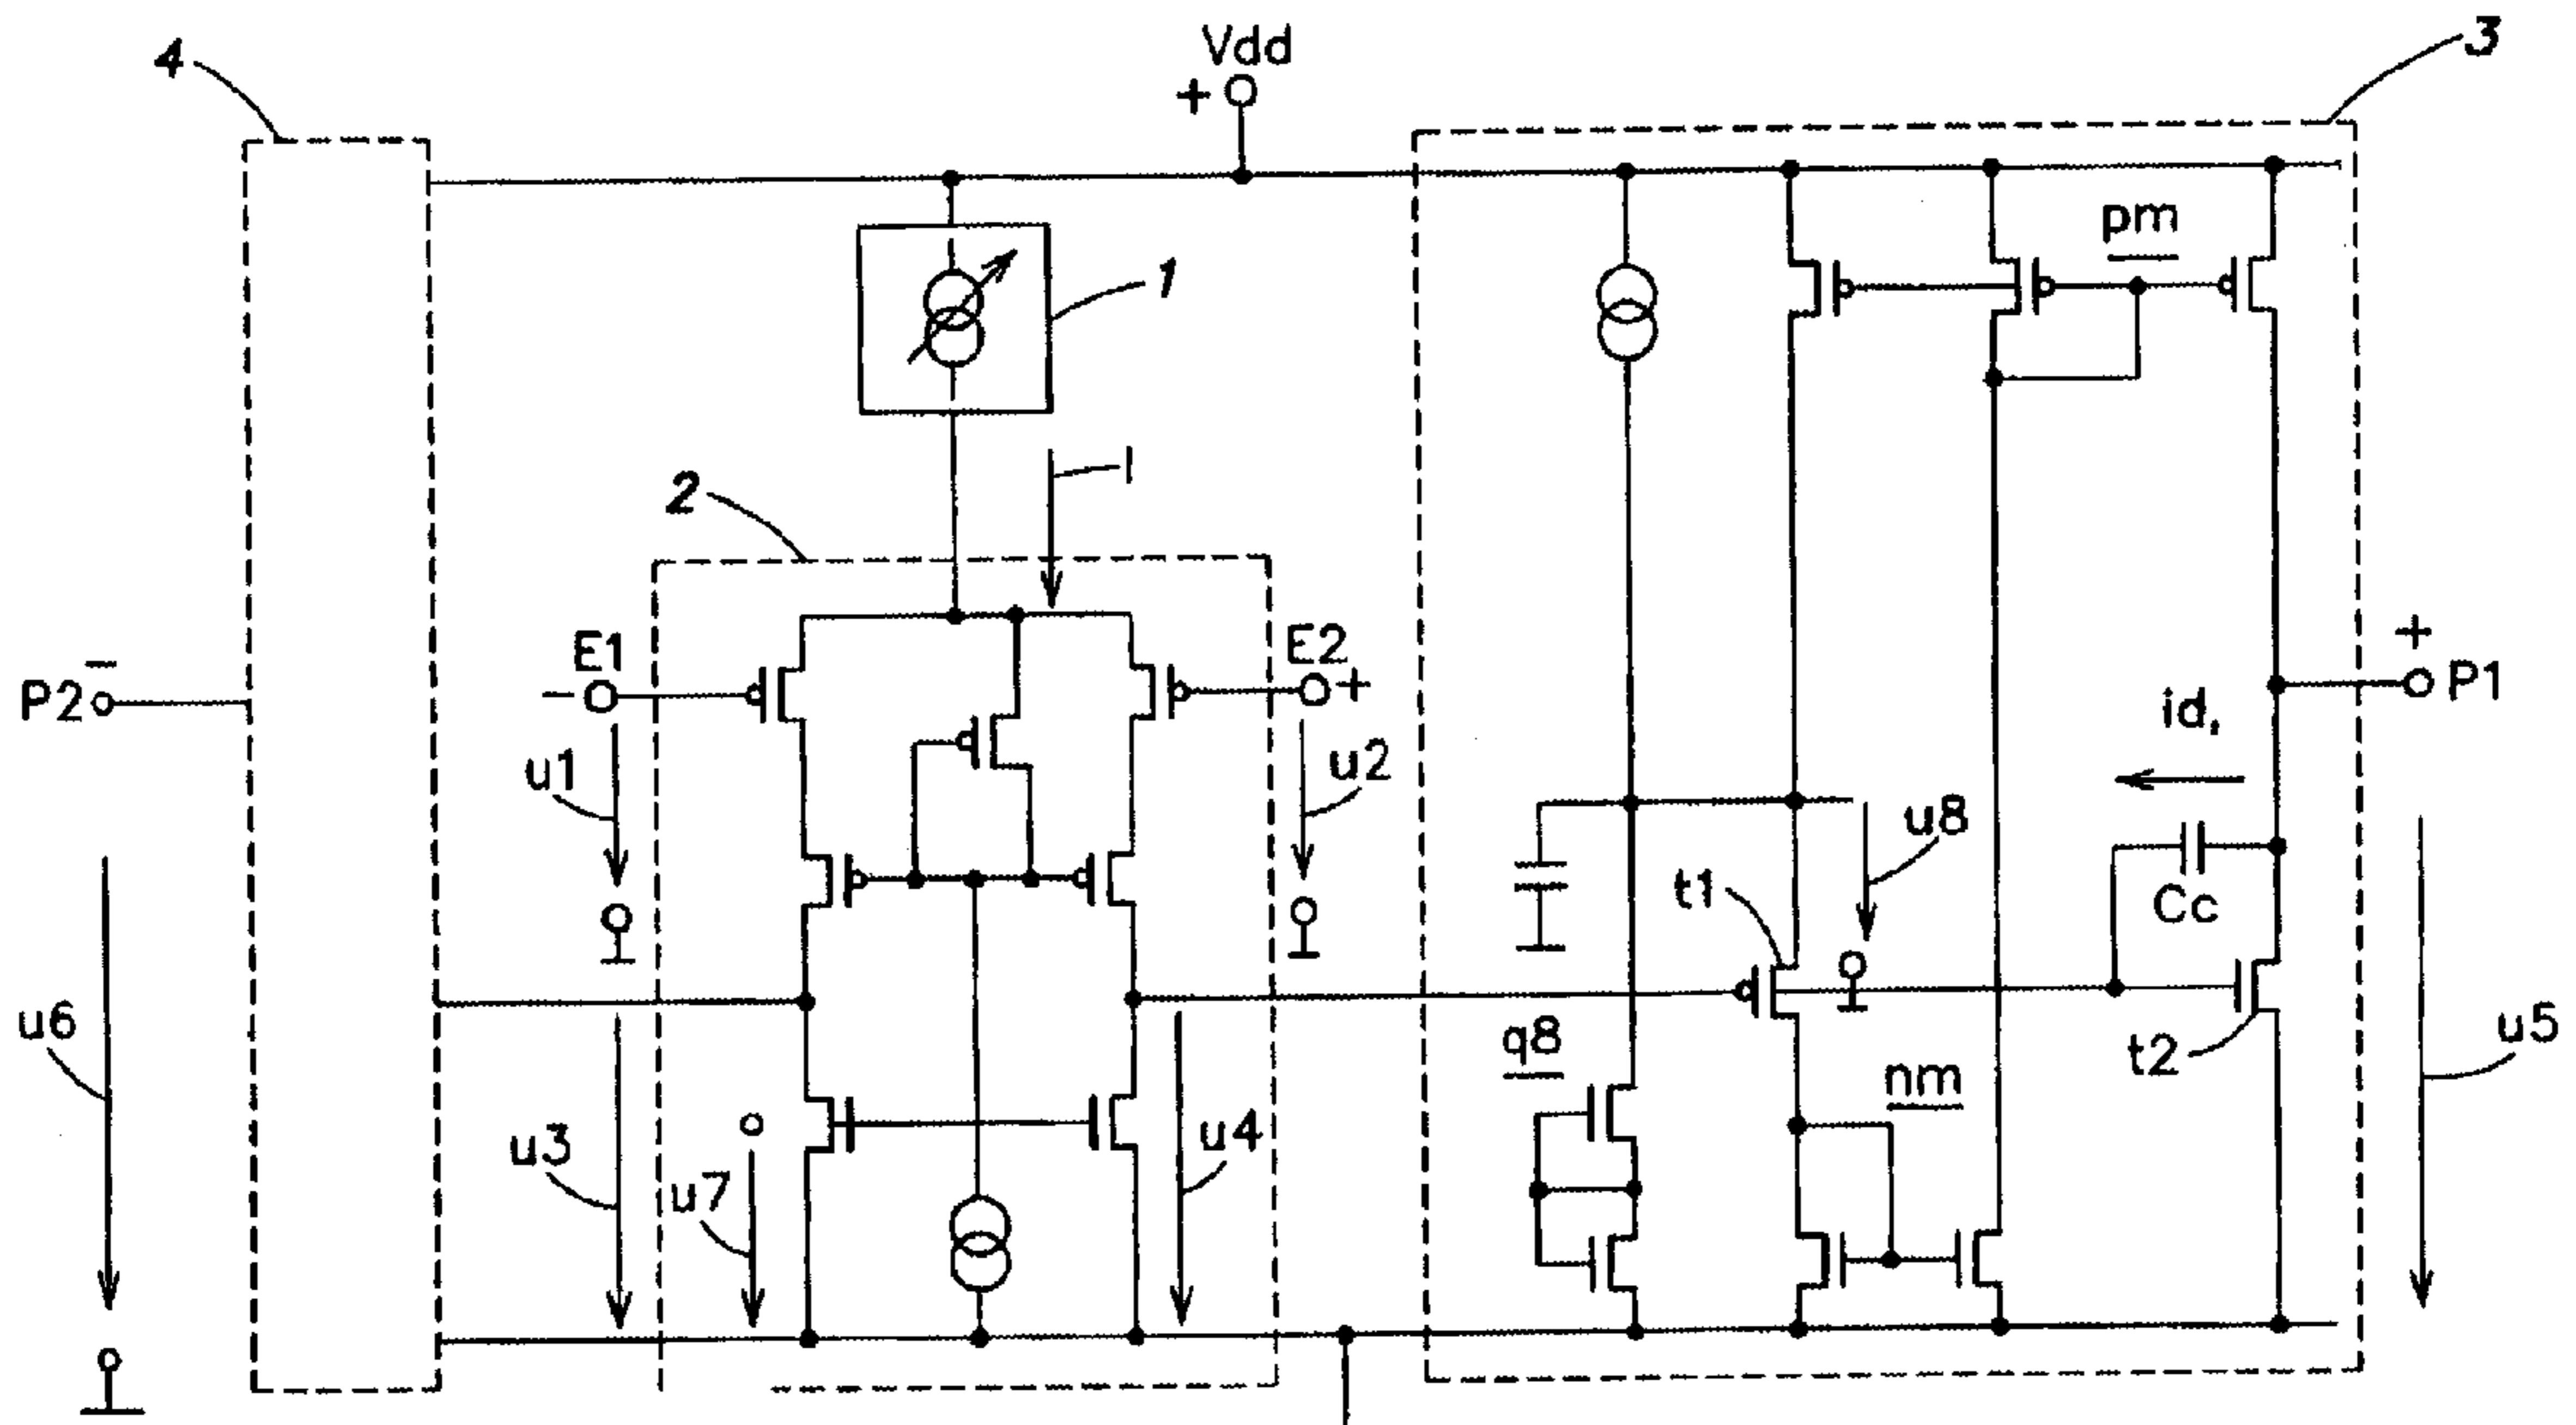 4
Vdd
+
3
pm
1
I
2
E1
-
E2
+
P2
-
+
P1
id,
u1
u2
u8
t1
Cc
u6
q8
nm
t2
u5
u3
u7
u4